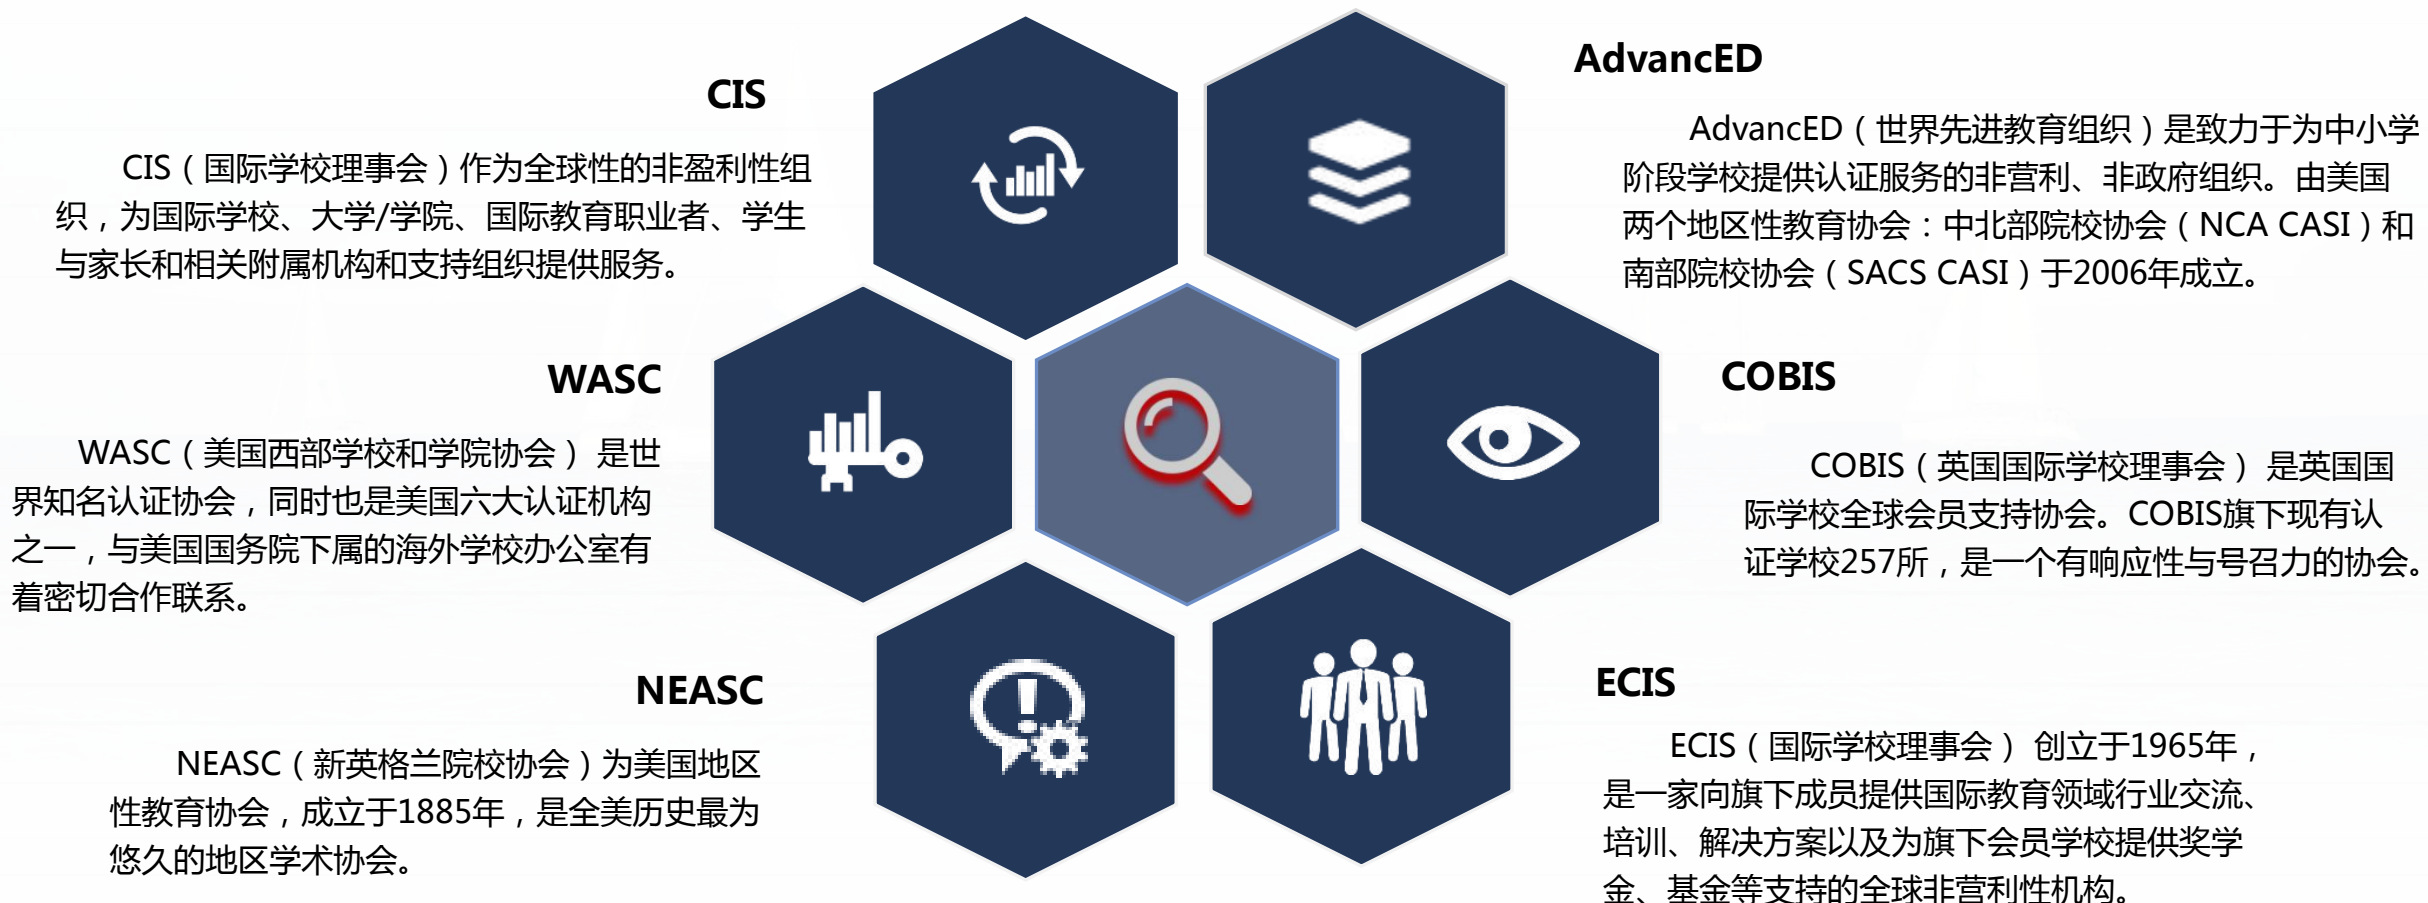 CIS
CIS（国际学校理事会）作为全球性的非盈利性组
织，为国际学校、大学/学院、国际教育职业者、学生
与家长和相关附属机构和支持组织提供服务。
WASC
WASC（美国西部学校和学院协会） 是世
界知名认证协会，同时也是美国六大认证机构
之一，与美国国务院下属的海外学校办公室有
着密切合作联系。
NEASC
NEASC（新英格兰院校协会）为美国地区
性教育协会，成立于1885年，是全美历史最为
悠久的地区学术协会。
AdvancED
AdvancED（世界先进教育组织）是致力于为中小学
阶段学校提供认证服务的非营利、非政府组织。由美国
两个地区性教育协会：中北部院校协会（NCA CASI）和
南部院校协会（SACS CASI）于2006年成立。
COBIS
COBIS（英国国际学校理事会） 是英国国
际学校全球会员支持协会。COBIS旗下现有认
证学校257所，是一个有响应性与号召力的协会。
ECIS
ECIS（国际学校理事会） 创立于1965年，
是一家向旗下成员提供国际教育领域行业交流、
培训、解决方案以及为旗下会员学校提供奖学
金、基金等支持的全球非营利性机构。